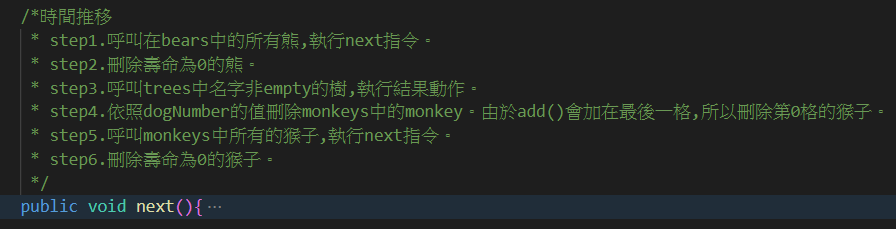 /*時間推移
* step1.呼叫在bears中的所有熊,執行next指令。
* step2.刪除壽命為0的熊。
* step3.呼叫trees中名字非empty的樹,執行結果動作。
* step4.依照dogNumber的值刪除monkeys中的monkey。由於add()會加在最後一格,所以刪除第0格的猴子。
* step5.呼叫monkeys中所有的猴子,執行next指令。
* step6.刪除壽命為0的猴子。
*/
public void next(){…